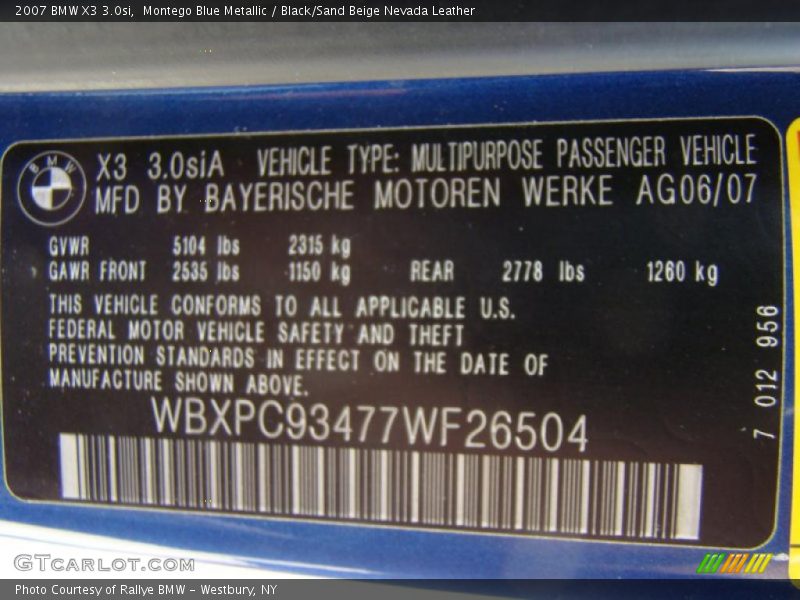 2007 BMW X3 3.0si, Montego Blue Metallic / Black/Sand Beige Nevada Leather
BMW
X3 3.0siA VEHICLE TYPE: MULTIPURPOSE PASSENGER VEHICLE
MFD BY BAYERISCHE MOTOREN WERKE AG06/07
GVWR 5104 lbs 2315 kg
GAWR FRONT 2535 lbs 1150 kg REAR 2778 lbs 1260 kg
THIS VEHICLE CONFORMS TO ALL APPLICABLE U.S.
FEDERAL MOTOR VEHICLE SAFETY AND THEFT
PREVENTION STANDARDS IN EFFECT ON THE DATE OF
MANUFACTURE SHOWN ABOVE.
WBXPC93477WF26504
7 012 956
GTCARLOT.COM
Photo Courtesy of Rallye BMW - Westbury, NY